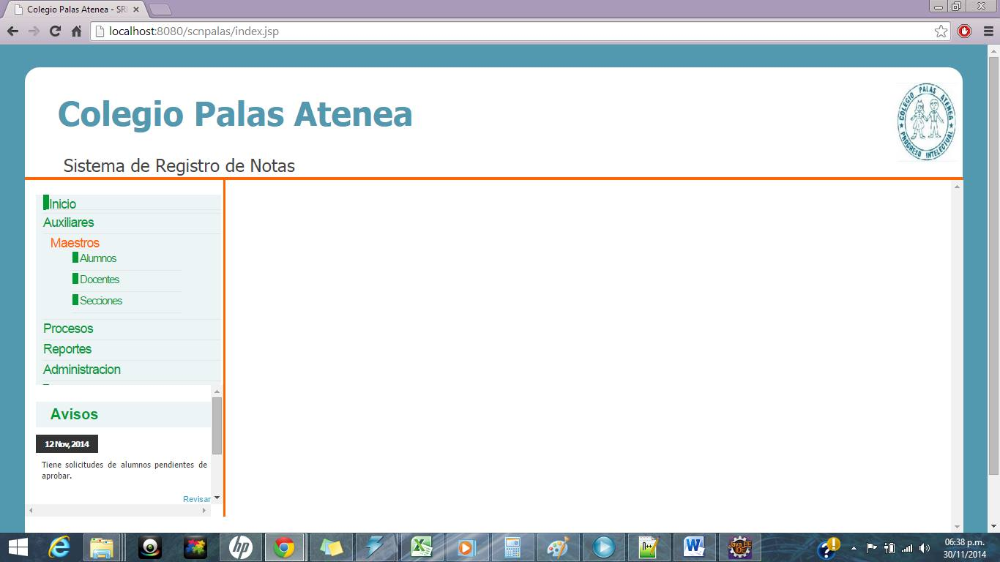 Colegio Palas Atenea - SR
localhost:8080/scnpalas/index.jsp
Colegio Palas Atenea
COLEGIO PALAS ATENEA
PROGRESO INTELECTUAL
Sistema de Registro de Notas
Inicio
Auxiliares
Maestros
Alumnos
Docentes
Secciones
Procesos
Reportes
Administracion
Avisos
12 Nov, 2014
Tiene solicitudes de alumnos pendientes de
aprobar.
Revisar
hp
Java EE
IDE
06:38 p.m.
30/11/2014